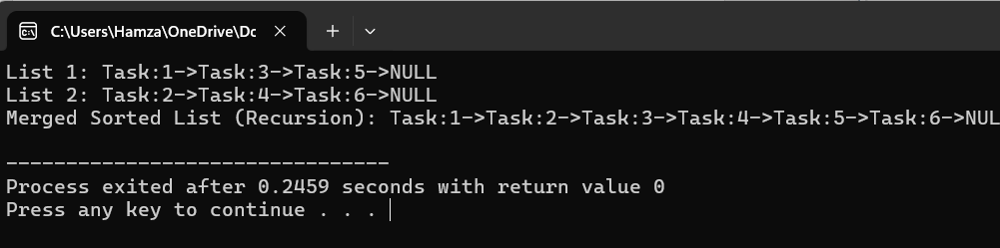 C:\Users\Hamza\OneDrive\Dc
List 1: Task:1->Task:3->Task:5->NULL
List 2: Task:2->Task:4->Task:6->NULL
Merged Sorted List (Recursion): Task:1->Task:2->Task:3->Task:4->Task:5->Task:6->NUL
--------------------------------
Process exited after 0.2459 seconds with return value 0
Press any key to continue . . .